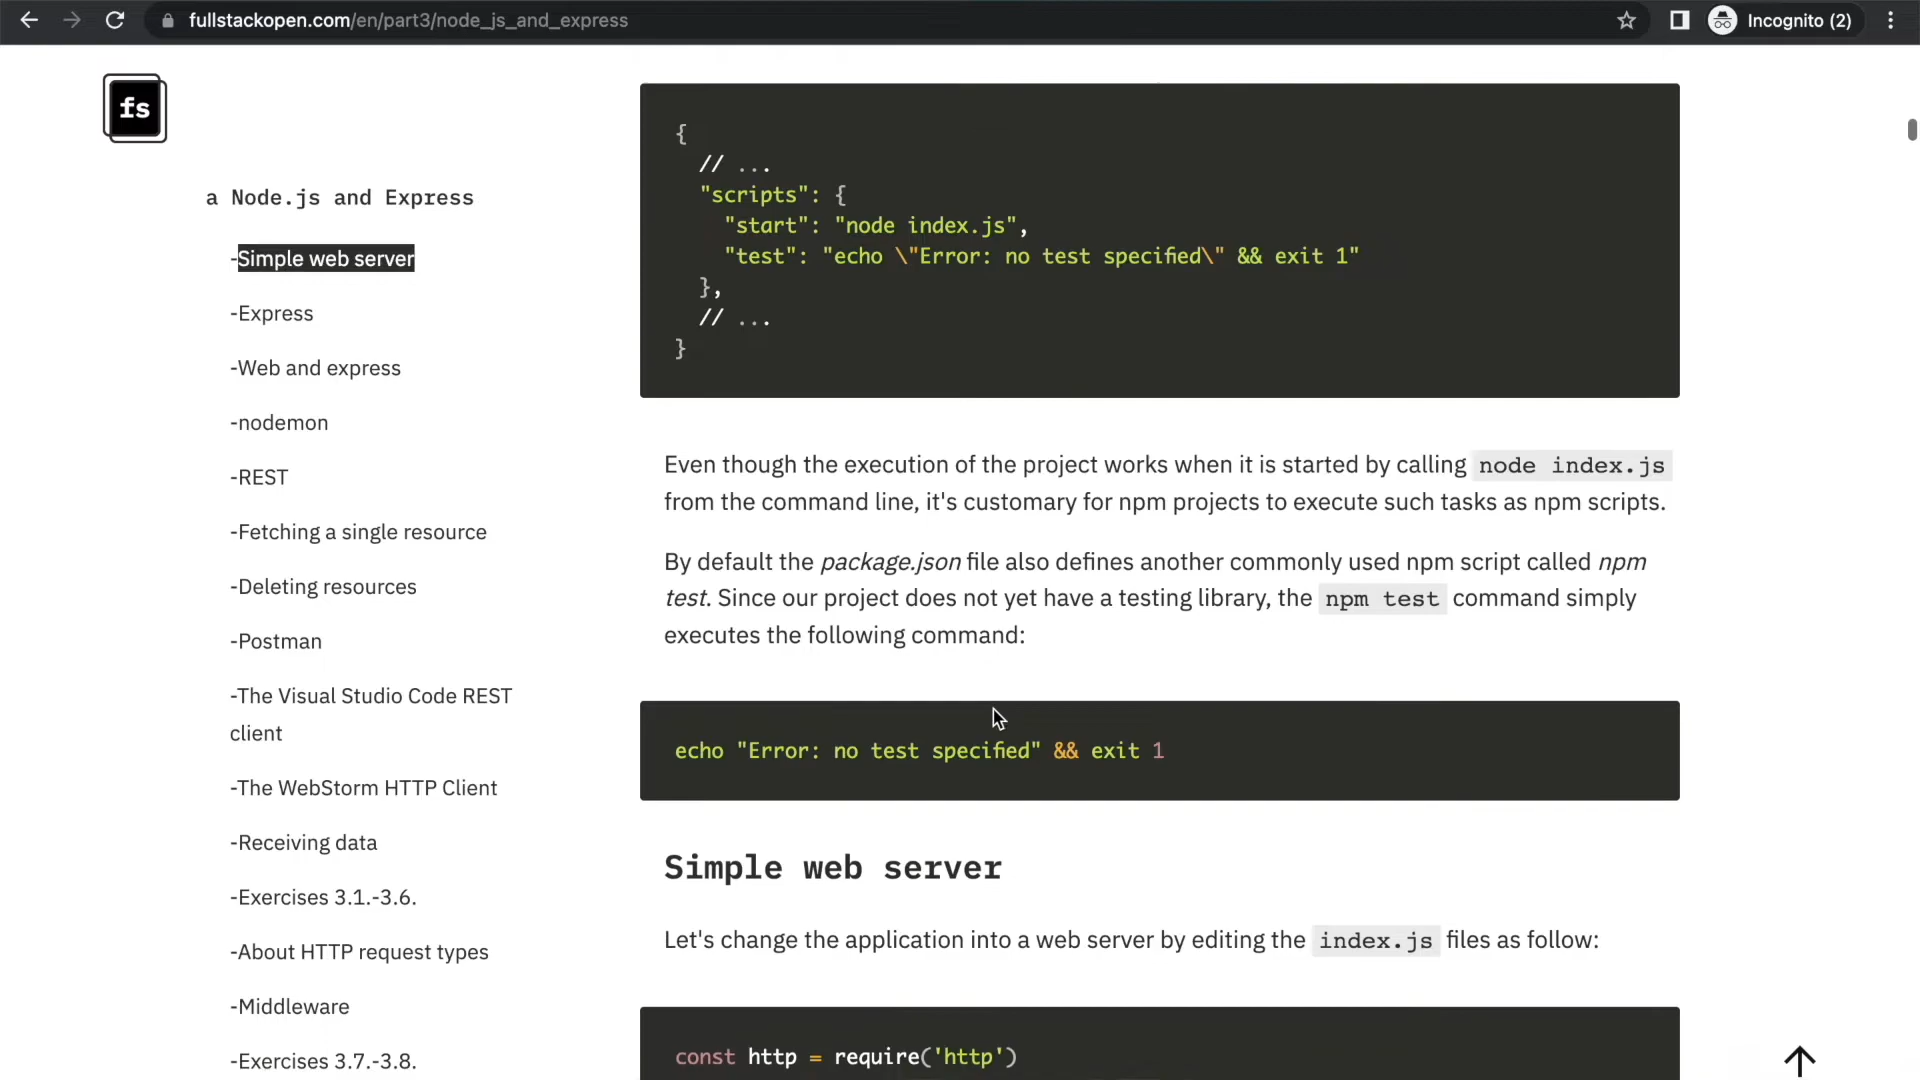 fullstackopen.com/en/part3/node_js_and_express
Incognito (2)
fs
a Node.js and Express
-Simple web server
-Express
-Web and express
-nodemon
-REST
-Fetching a single resource
-Deleting resources
-Postman
-The Visual Studio Code REST
client
-The WebStorm HTTP Client
-Receiving data
-Exercises 3.1.-3.6.
-About HTTP request types
-Middleware
-Exercises 3.7.-3.8.
{
// ...
"scripts": {
"start": "node index.js",
"test": "echo \"Error: no test specified\" && exit 1"
},
// ...
}
Even though the execution of the project works when it is started by calling node index.js
from the command line, it's customary for npm projects to execute such tasks as npm scripts.
By default the package.json file also defines another commonly used npm script called npm
test. Since our project does not yet have a testing library, the npm test command simply
executes the following command:
echo "Error: no test specified" && exit 1
Simple web server
Let's change the application into a web server by editing the index.js files as follow:
const http = require('http')